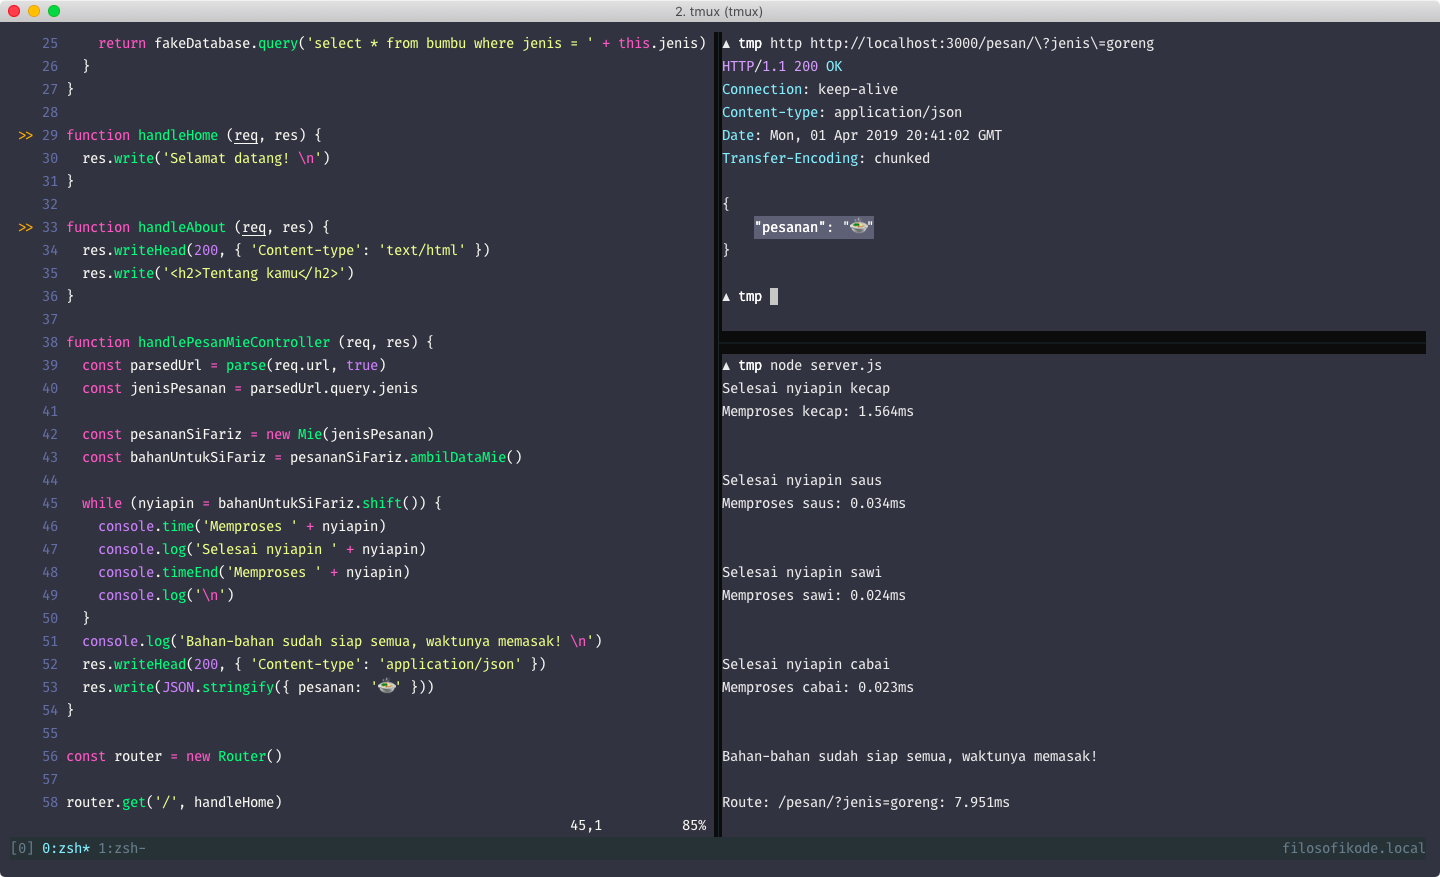 2. tmux (tmux)
25     return fakeDatabase.query('select * from bumbu where jenis = ' + this.jenis)
26   }
27 }
28
>> 29 function handleHome (req, res) {
30   res.write('Selamat datang! \n')
31 }
32
>> 33 function handleAbout (req, res) {
34   res.writeHead(200, { 'Content-type': 'text/html' })
35   res.write('<h2>Tentang kamu</h2>')
36 }
37
38 function handlePesanMieController (req, res) {
39   const parsedUrl = parse(req.url, true)
40   const jenisPesanan = parsedUrl.query.jenis
41
42   const pesananSiFariz = new Mie(jenisPesanan)
43   const bahanUntukSiFariz = pesananSiFariz.ambilDataMie()
44
45   while (nyiapin = bahanUntukSiFariz.shift()) {
46     console.time('Memproses ' + nyiapin)
47     console.log('Selesai nyiapin ' + nyiapin)
48     console.timeEnd('Memproses ' + nyiapin)
49     console.log('\n')
50   }
51   console.log('Bahan-bahan sudah siap semua, waktunya memasak! \n')
52   res.writeHead(200, { 'Content-type': 'application/json' })
53   res.write(JSON.stringify({ pesanan: '🍲' }))
54 }
55
56 const router = new Router()
57
58 router.get('/', handleHome)
45,1          85%
▲ tmp http http://localhost:3000/pesan/\?jenis\=goreng
HTTP/1.1 200 OK
Connection: keep-alive
Content-type: application/json
Date: Mon, 01 Apr 2019 20:41:02 GMT
Transfer-Encoding: chunked
{
    "pesanan": "🍲"
}
▲ tmp
▲ tmp node server.js
Selesai nyiapin kecap
Memproses kecap: 1.564ms
Selesai nyiapin saus
Memproses saus: 0.034ms
Selesai nyiapin sawi
Memproses sawi: 0.024ms
Selesai nyiapin cabai
Memproses cabai: 0.023ms
Bahan-bahan sudah siap semua, waktunya memasak!
Route: /pesan/?jenis=goreng: 7.951ms
[0] 0:zsh* 1:zsh-
filosofikode.local